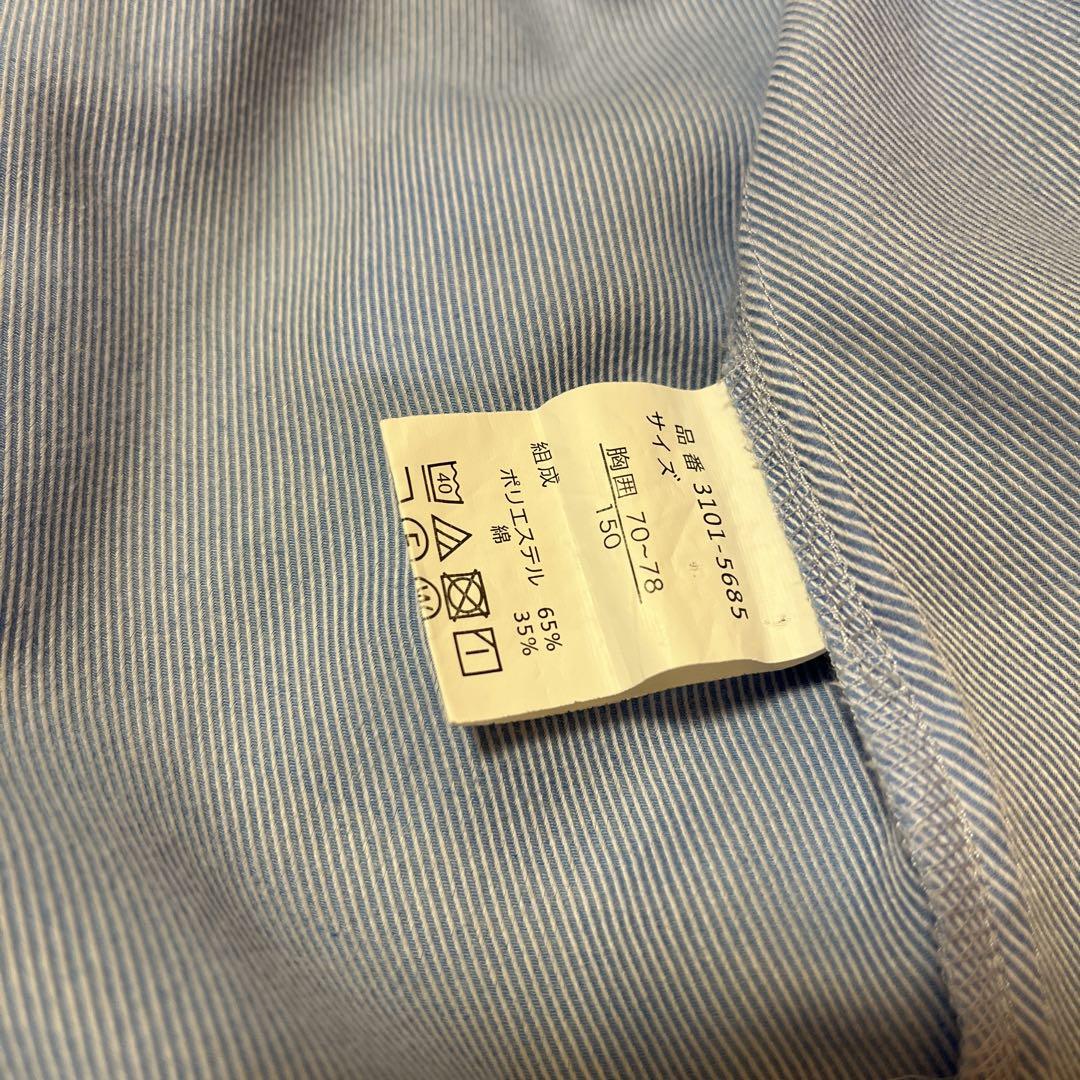 品番 3101-5685
サイズ
胸囲 70~78
150
組成
ポリエステル 65%
綿 35%
40